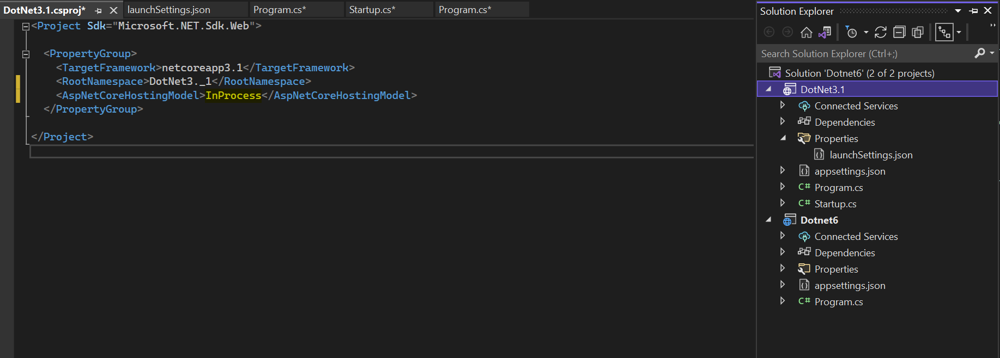 DotNet3.1.csproj*
launchSettings.json
Program.cs*
Startup.cs*
Program.cs*
<Project Sdk="Microsoft.NET.Sdk.Web">
<PropertyGroup>
<TargetFramework>netcoreapp3.1</TargetFramework>
<RootNamespace>DotNet3._1</RootNamespace>
<AspNetCoreHostingModel>InProcess</AspNetCoreHostingModel>
</PropertyGroup>
</Project>
Solution Explorer
Search Solution Explorer (Ctrl+;)
Solution 'Dotnet6' (2 of 2 projects)
DotNet3.1
Connected Services
Dependencies
Properties
launchSettings.json
appsettings.json
C# Program.cs
C# Startup.cs
Dotnet6
Connected Services
Dependencies
Properties
appsettings.json
C# Program.cs